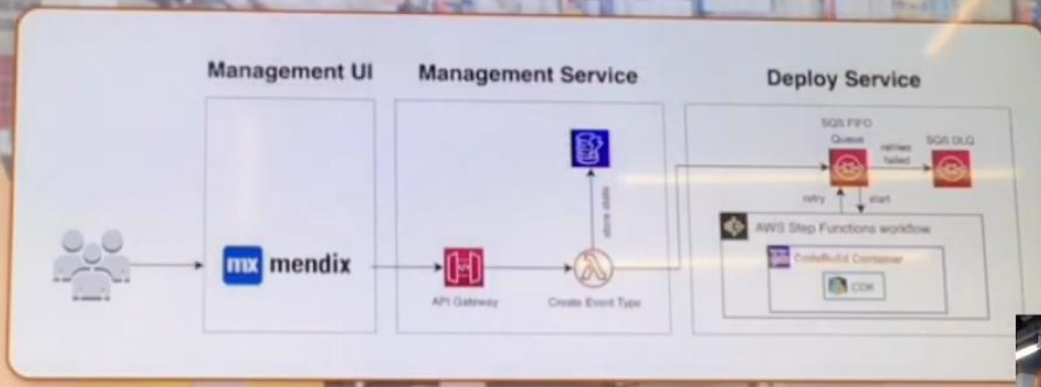 Management UI
Management Service
Deploy Service
SQS FIFO
Queue
retries
failed
SQS DLQ
store state
retry
start
AWS Step Functions workflow
CodeBuild Container
CDK
mx mendix
API Gateway
Create Event Type